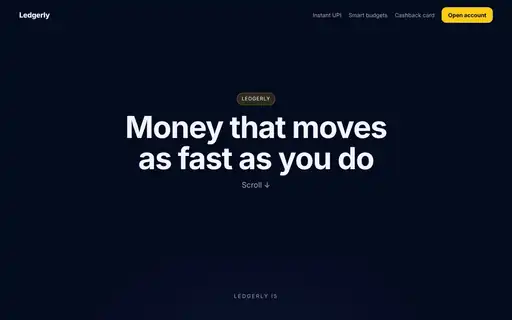 Ledgerly
Instant UPI
Smart budgets
Cashback card
Open account
LEDGERLY
Money that moves
as fast as you do
Scroll ↓
LEDGERLY IS